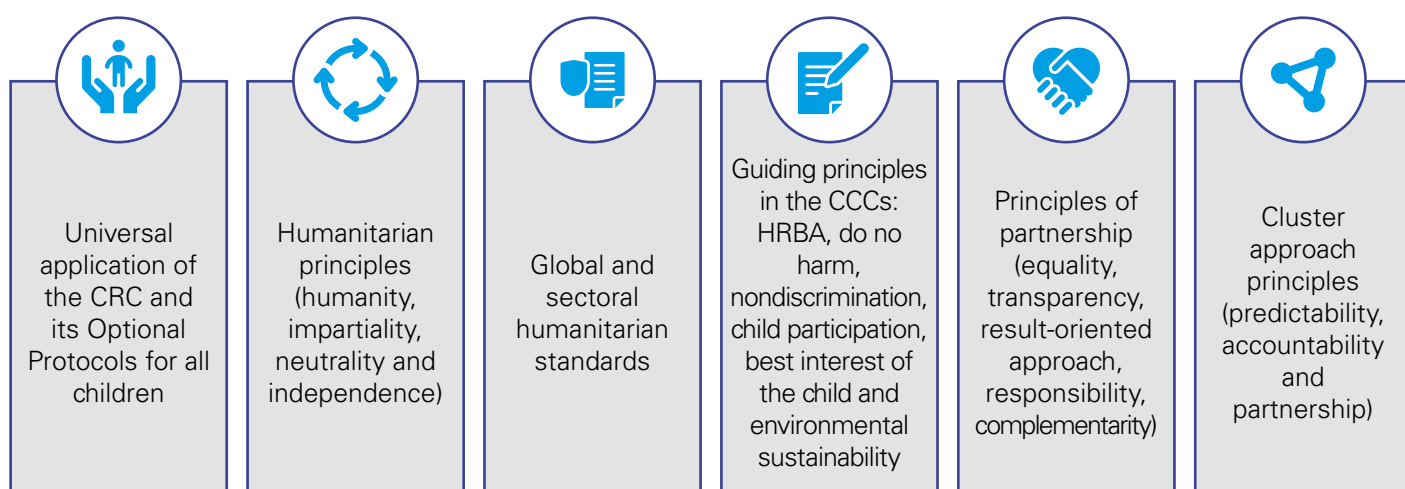 Universal
application of
the CRC and
its Optional
Protocols for all
children
Humanitarian
principles
(humanity,
impartiality,
neutrality and
independence)
Global and
sectoral
humanitarian
standards
Guiding principles
in the CCCs:
HRBA, do no
harm,
nondiscrimination,
child participation,
best interest of
the child and
environmental
sustainability
Principles of
partnership
(equality,
transparency,
result-oriented
approach,
responsibility,
complementarity)
Cluster
approach
principles
(predictability,
accountability
and
partnership)